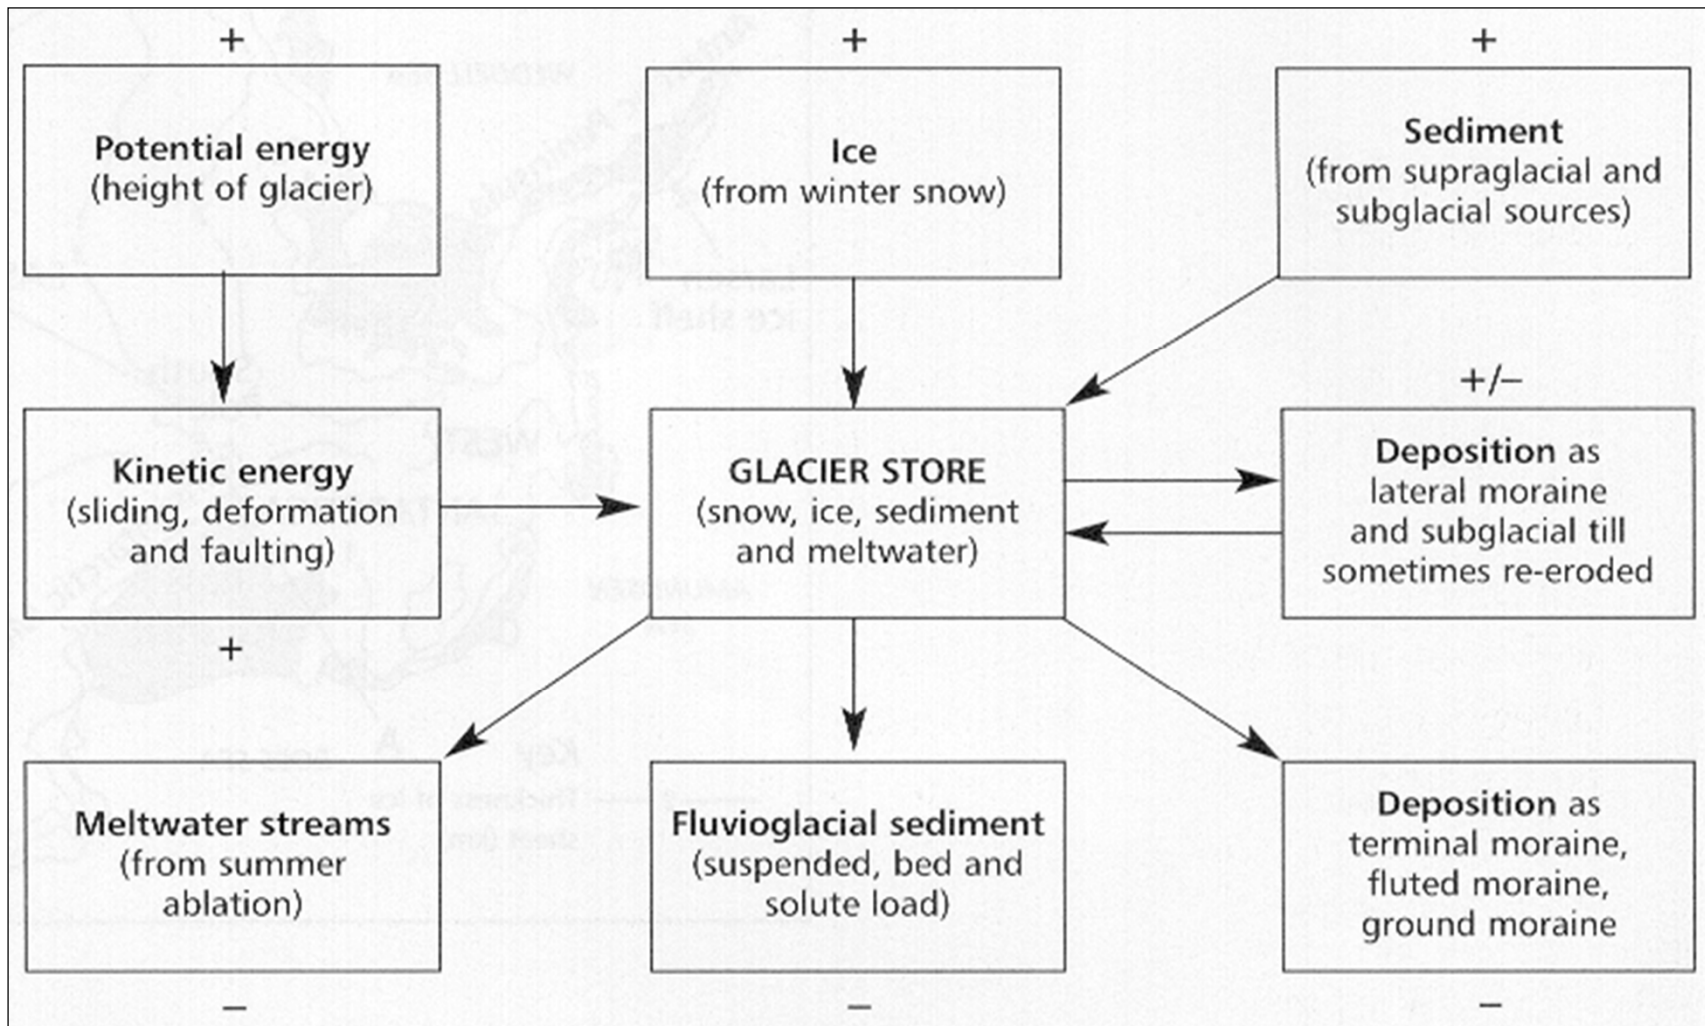 +
Potential energy
(height of glacier)
+
Ice
(from winter snow)
+
Sediment
(from supraglacial and
subglacial sources)
Kinetic energy
(sliding, deformation
and faulting)
+
GLACIER STORE
(snow, ice, sediment
and meltwater)
+/–
Deposition as
lateral moraine
and subglacial till
sometimes re-eroded
Meltwater streams
(from summer
ablation)
–
Fluvioglacial sediment
(suspended, bed and
solute load)
–
Deposition as
terminal moraine,
fluted moraine,
ground moraine
–